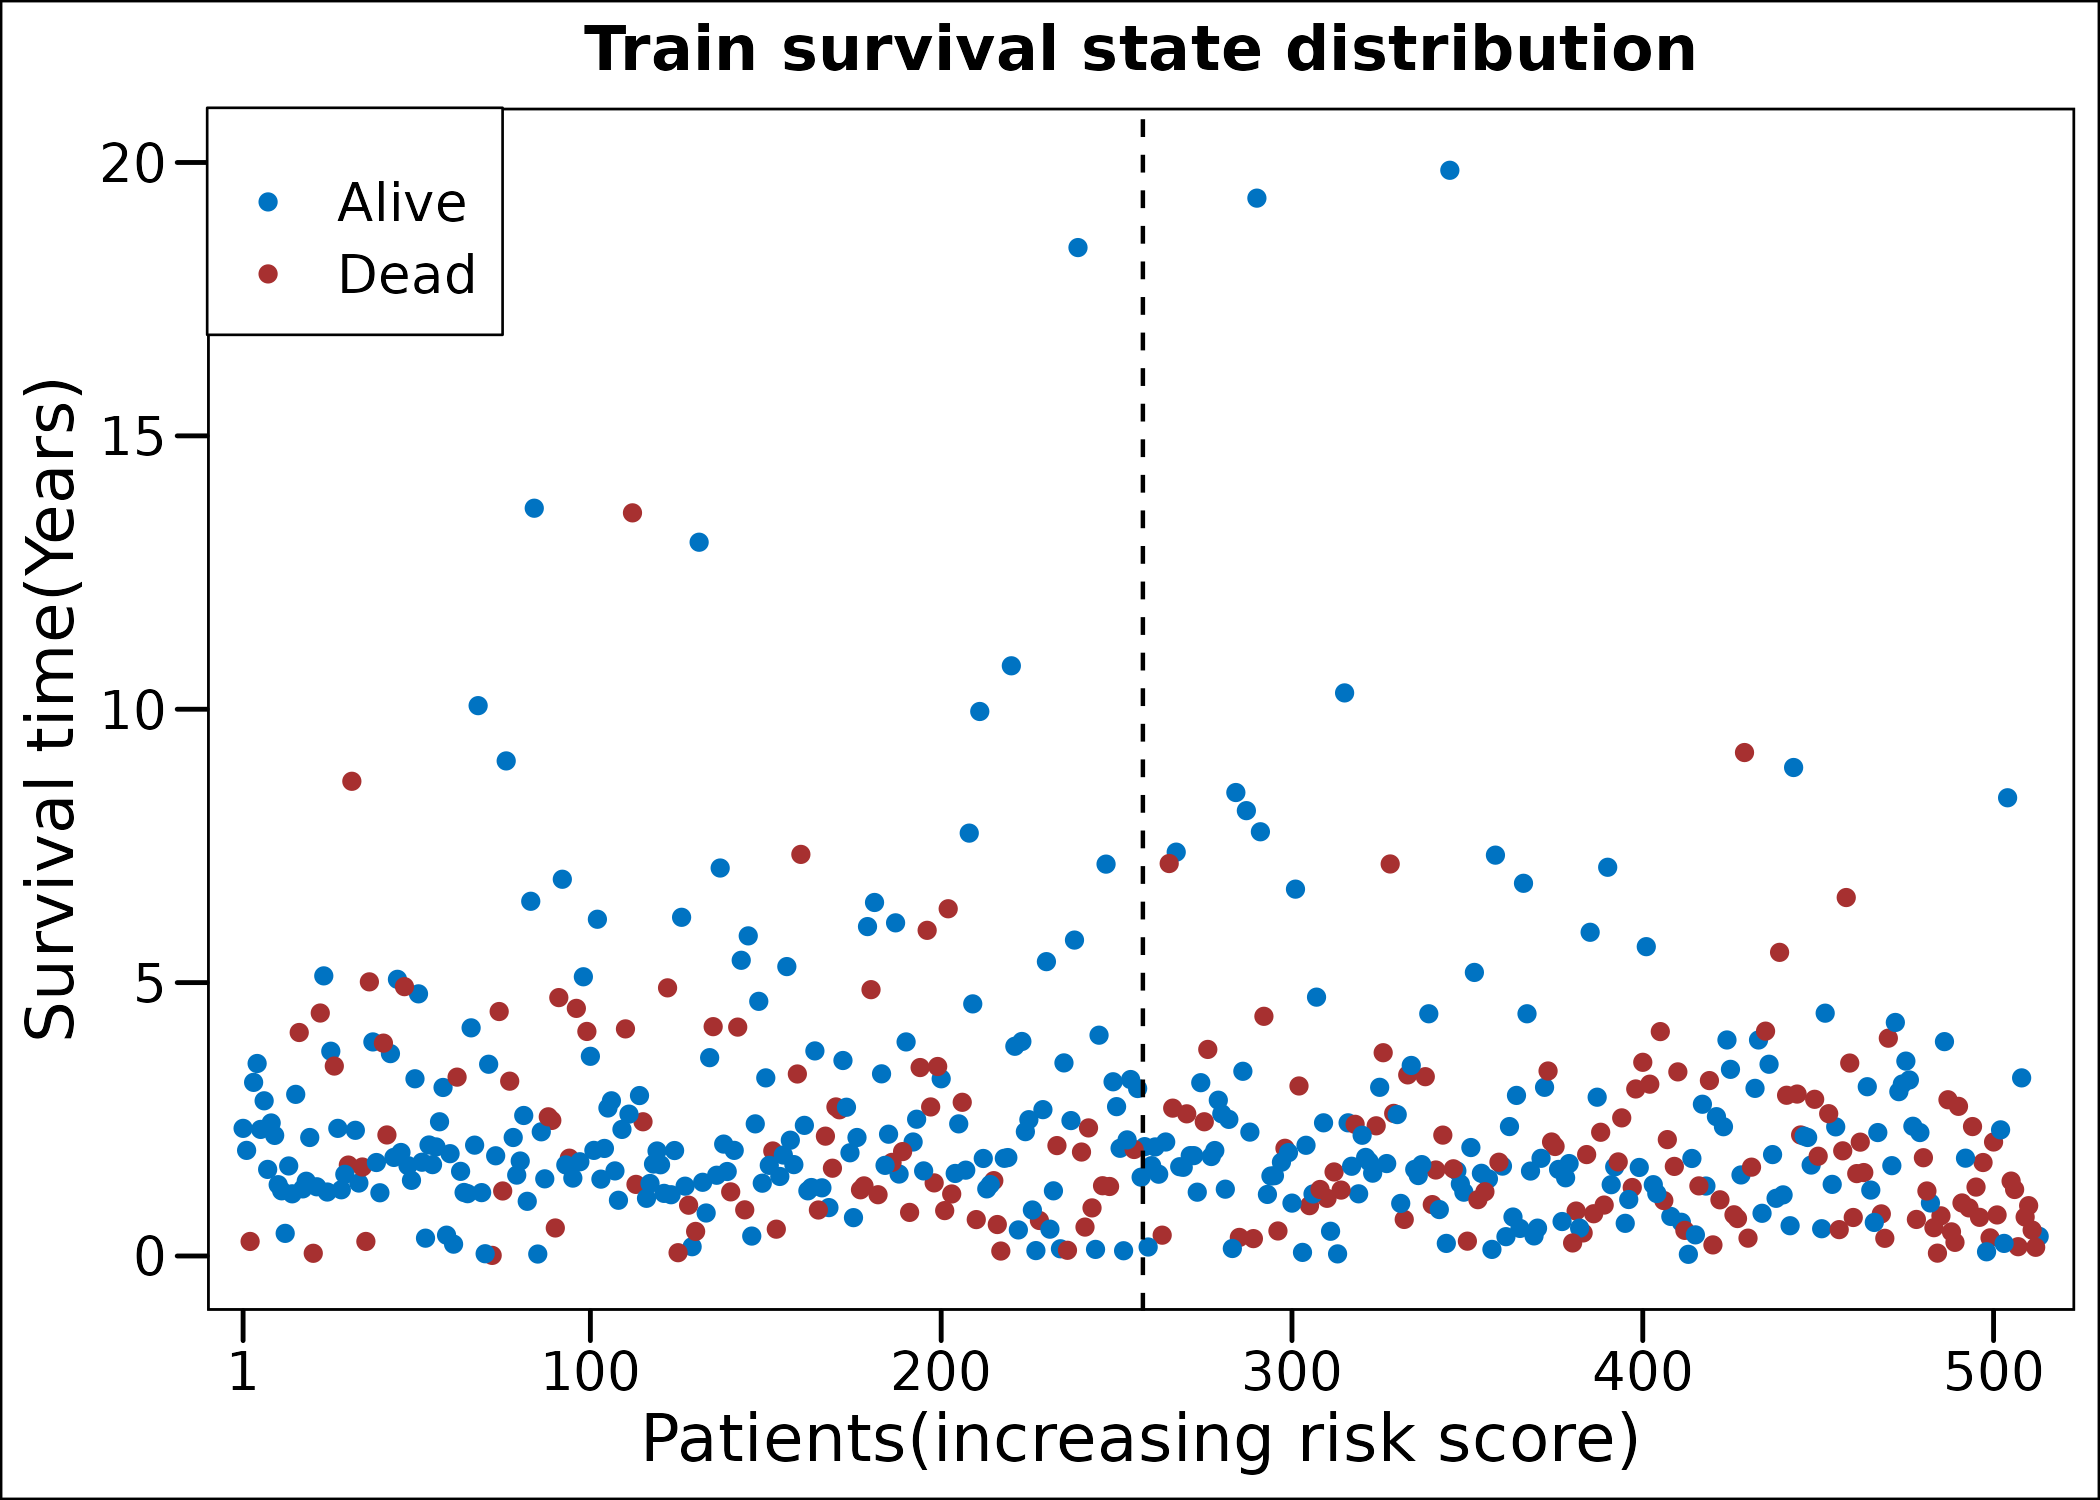 Train survival state distribution
Alive
Dead
20
15
10
5
0
Survival time(Years)
1 100 200 300 400 500
Patients(increasing risk score)